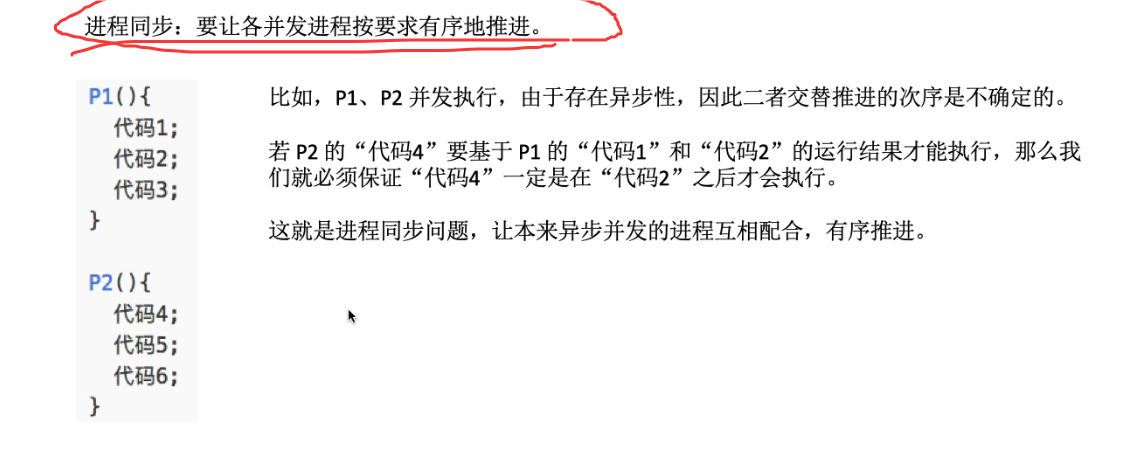 进程同步：要让各并发进程按要求有序地推进。
P1(){
代码1;
代码2;
代码3;
}
P2(){
代码4;
代码5;
代码6;
}
比如，P1、P2 并发执行，由于存在异步性，因此二者交替推进的次序是不确定的。
若 P2 的“代码4”要基于 P1 的“代码1”和“代码2”的运行结果才能执行，那么我
们就必须保证“代码4”一定是在“代码2”之后才会执行。
这就是进程同步问题，让本来异步并发的进程互相配合，有序推进。